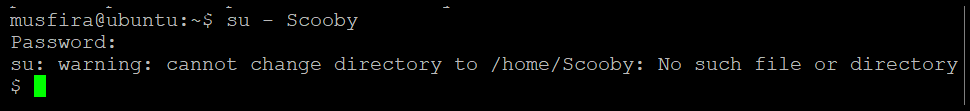 musfira@ubuntu:~$ su - Scooby
Password:
su: warning: cannot change directory to /home/Scooby: No such file or directory
$